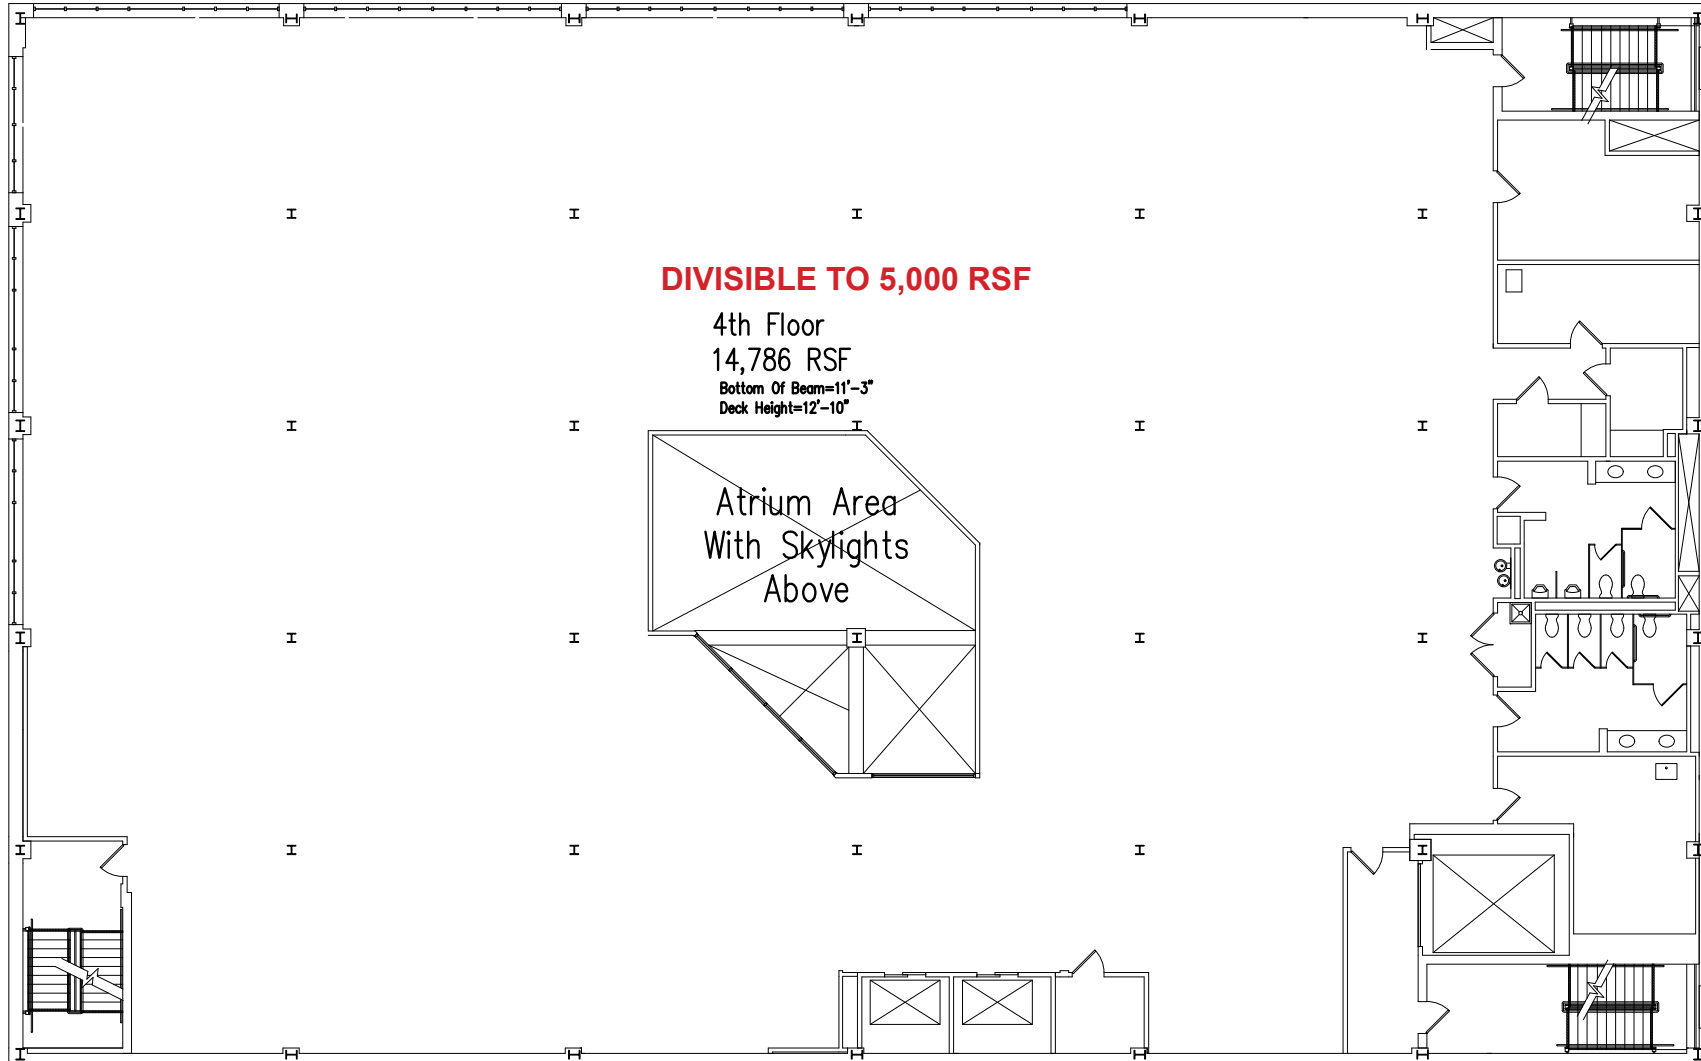 DIVISIBLE TO 5,000 RSF
4th Floor
14,786 RSF
Bottom Of Beam=11'-3"
Deck Height=12'-10"
Atrium Area
With Skylights
Above